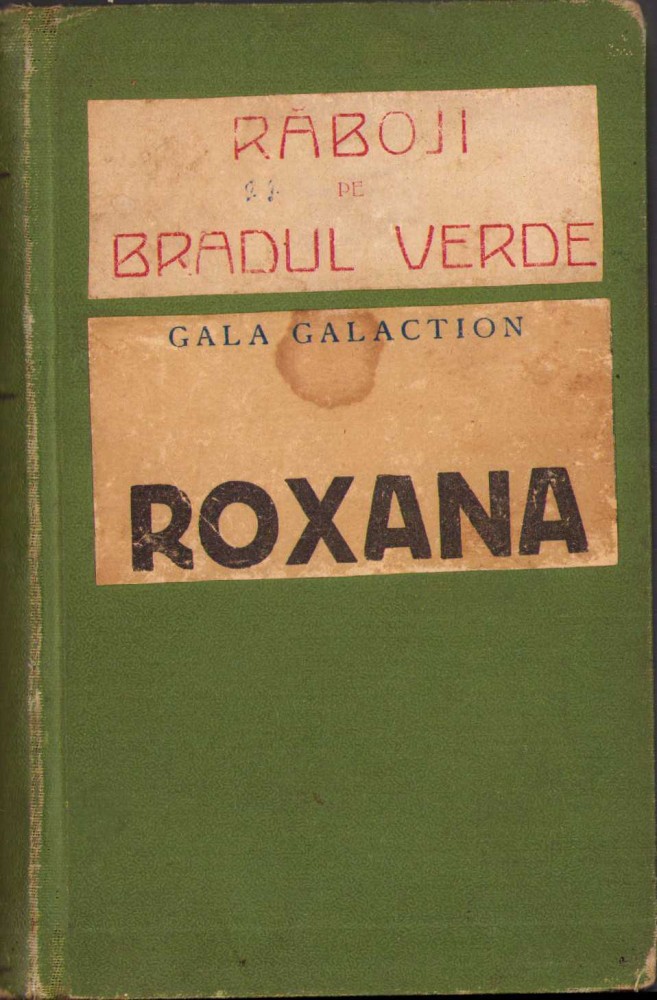 RĂBOJI
PE
BRADUL VERDE
GALA GALACTION
ROXANA